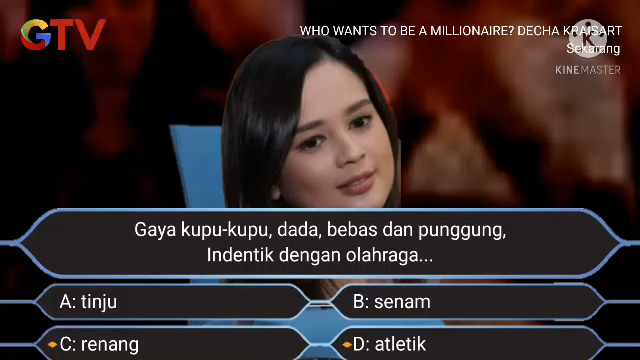 GTV
WHO WANTS TO BE A MILLIONAIRE? DECHA KRAISART
Sekarang
KINEMASTER
Gaya kupu-kupu, dada, bebas dan punggung,
Indentik dengan olahraga...
A: tinju
B: senam
C: renang
D: atletik